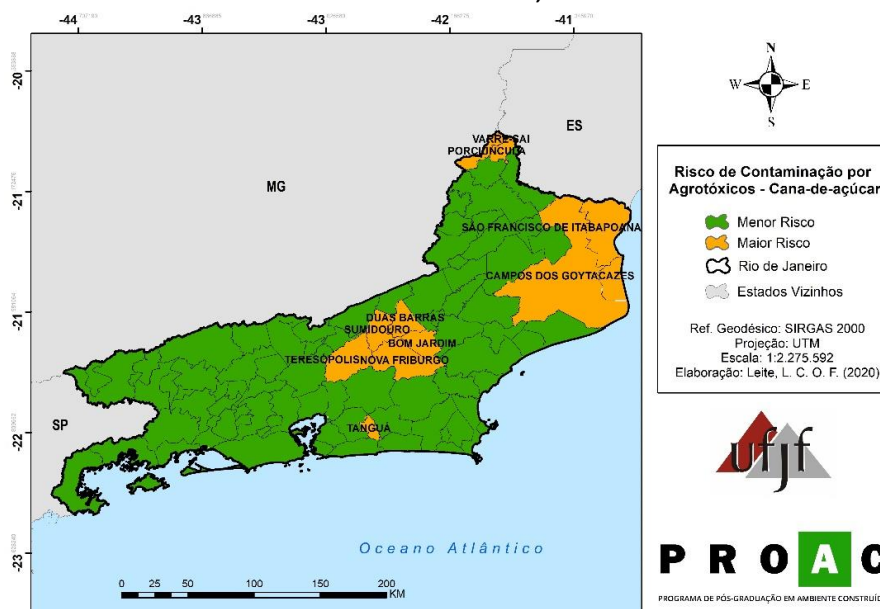 -44
-43
-43
-42
-41
-20
-21
-21
-22
-23
N
W
E
S
ES
MG
SP
VARRE-SAI
PORCIÚNCULA
SÃO FRANCISCO DE ITABAPOANA
CAMPOS DOS GOYTACAZES
DUAS BARRAS
SUMIDOURO
BOM JARDIM
TERESÓPOLIS
NOVA FRIBURGO
TANGUÁ
Oceano Atlântico
0 25 50 100 150 200
KM
Risco de Contaminação por
Agrotóxicos - Cana-de-açúcar
Menor Risco
Maior Risco
Rio de Janeiro
Estados Vizinhos
Ref. Geodésico: SIRGAS 2000
Projeção: UTM
Escala: 1:2.275.592
Elaboração: Leite, L. C. O. F. (2020)
ufjf
PROAC
PROGRAMA DE PÓS-GRADUAÇÃO EM AMBIENTE CONSTRUÍD